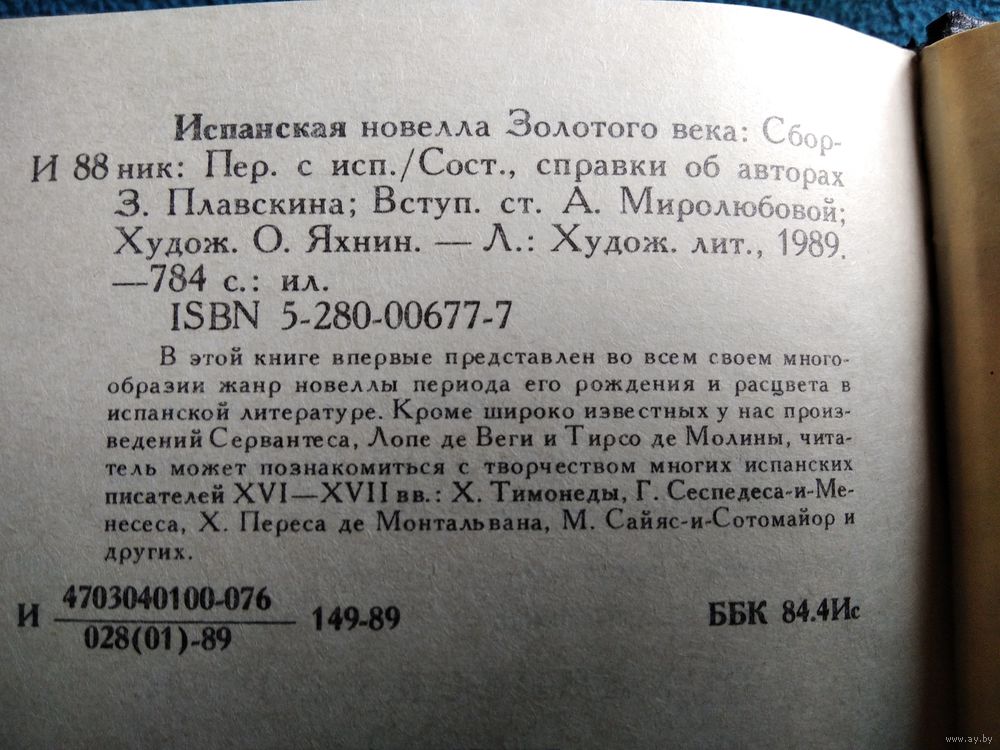 Испанская новелла Золотого века: Сбор-
И 88 ник: Пер. с исп./Сост., справки об авторах
З. Плавскина; Вступ. ст. А. Миролюбовой;
Худож. О. Яхнин. — Л.: Худож. лит., 1989.
—784 с.: ил.
ISBN 5-280-00677-7
В этой книге впервые представлен во всем своем много-
образии жанр новеллы периода его рождения и расцвета в
испанской литературе. Кроме широко известных у нас произ-
ведений Сервантеса, Лопе де Веги и Тирсо де Молины, чита-
тель может познакомиться с творчеством многих испанских
писателей XVI—XVII вв.: Х. Тимонеды, Г. Сеспедеса-и-Ме-
несеса, Х. Переса де Монтальвана, М. Сайяс-и-Сотомайор и
других.
И 4703040100-076 149-89 ББК 84.4Ис
028(01)-89
www.ay.by